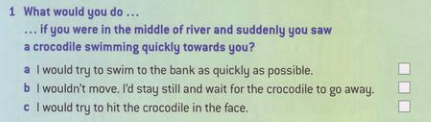 1 What would you do ...
... if you were in the middle of river and suddenly you saw
a crocodile swimming quickly towards you?
a I would try to swim to the bank as quickly as possible.
b I wouldn't move. I'd stay still and wait for the crocodile to go away.
c I would try to hit the crocodile in the face.